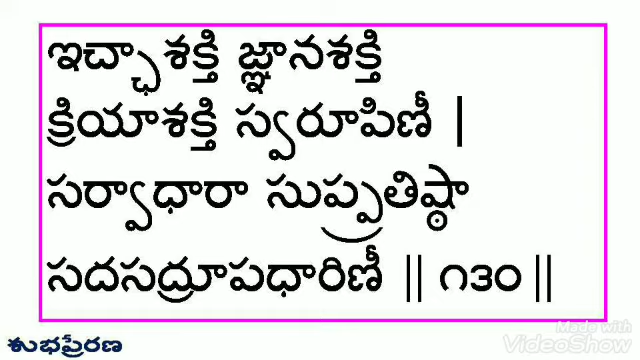 ఇచ్ఛాశక్తి జ్ఞానశక్తి
క్రియాశక్తి స్వరూపిణీ |
సర్వాధారా సుప్ప్రతిష్ఠా
సదసద్రూపధారిణీ || ౧౩౦ ||
శుభప్రేరణ
Made with
VideoShow